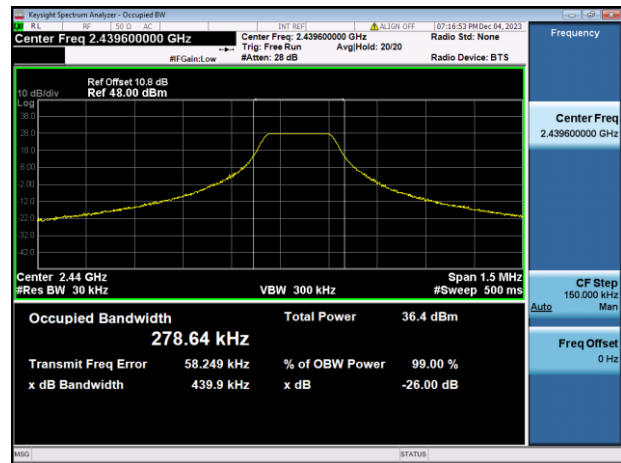 Keysight Spectrum Analyzer - Occupied BW
RL RF 50 Ω AC INT REF ALIGN OFF 07:16:53 PM Dec 04, 2023
Center Freq 2.439600000 GHz
Center Freq: 2.439600000 GHz
Radio Std: None
Trig: Free Run Avg|Hold: 20/20
#IFGain:Low #Atten: 28 dB
Radio Device: BTS
Frequency
Ref Offset 10.8 dB
10 dB/div Ref 48.00 dBm
Log
38.0
28.0
18.0
8.00
-2.00
-12.0
-22.0
-32.0
-42.0
Center Freq
2.439600000 GHz
Center 2.44 GHz Span 1.5 MHz
#Res BW 30 kHz VBW 300 kHz #Sweep 500 ms
CF Step
150.000 kHz
Auto Man
Occupied Bandwidth Total Power 36.4 dBm
278.64 kHz
Transmit Freq Error 58.249 kHz % of OBW Power 99.00 %
x dB Bandwidth 439.9 kHz x dB -26.00 dB
Freq Offset
0 Hz
MSG STATUS